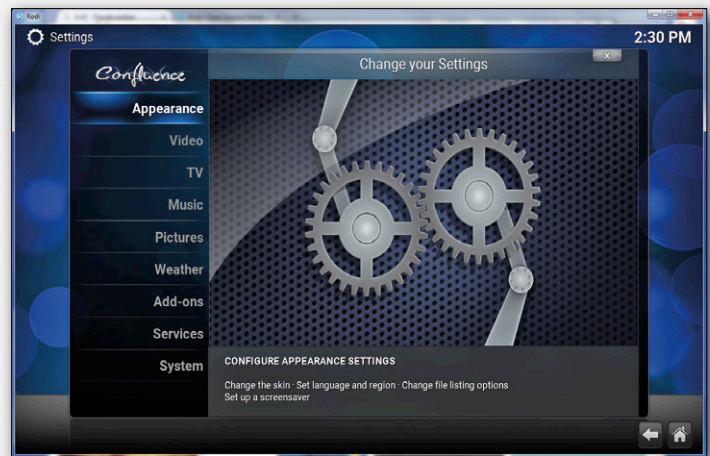 Kodi
Settings
2:30 PM
Confluence
Change your Settings
x
Appearance
Video
TV
Music
Pictures
Weather
Add-ons
Services
System
CONFIGURE APPEARANCE SETTINGS
Change the skin · Set language and region · Change file listing options
Set up a screensaver